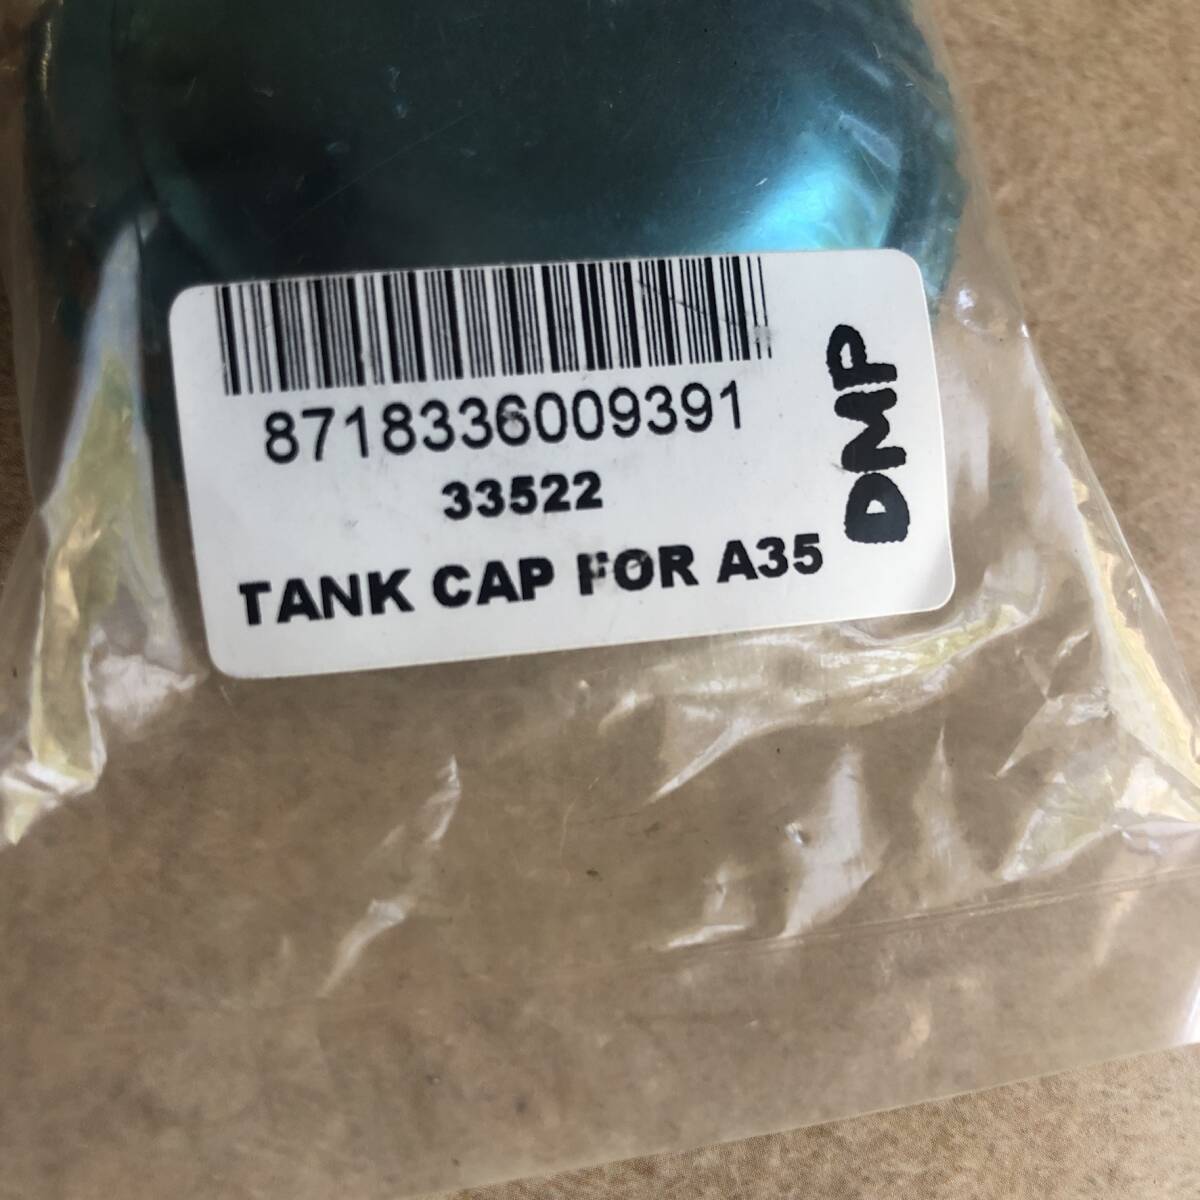 8718336009391
33522
TANK CAP FOR A35
DMP